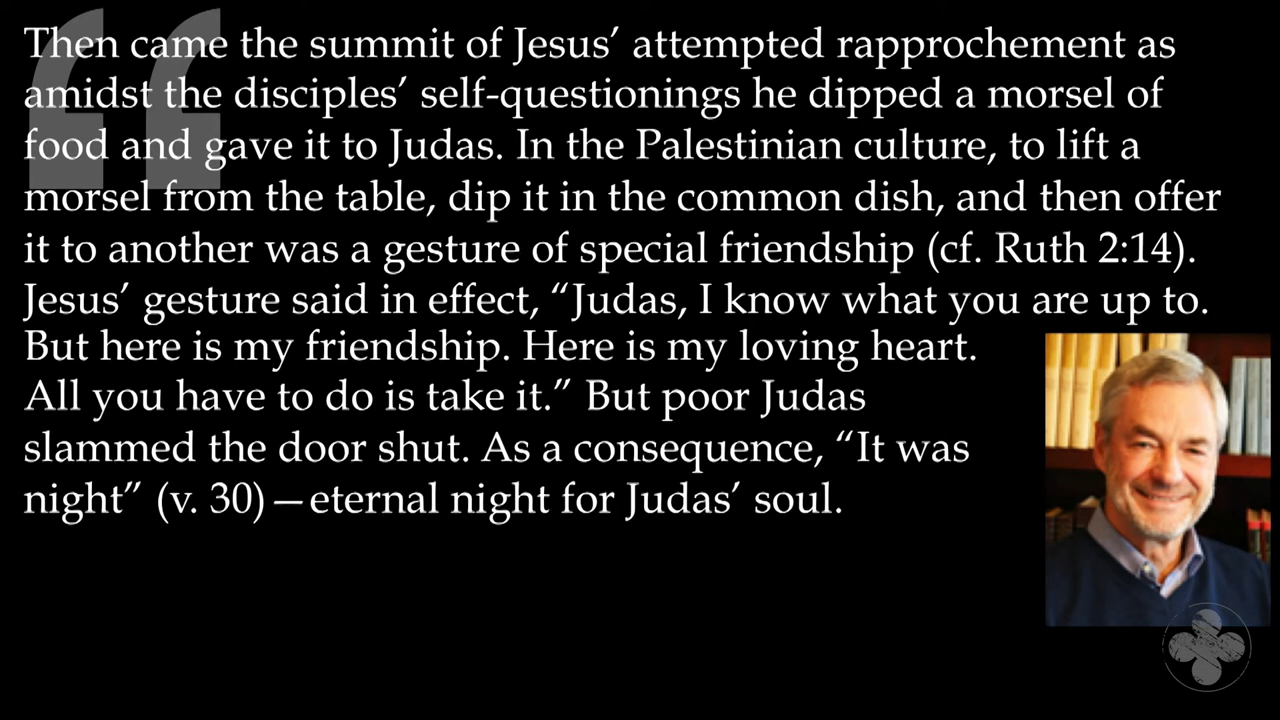 Then came the summit of Jesus’ attempted rapprochement as
amidst the disciples’ self-questionings he dipped a morsel of
food and gave it to Judas. In the Palestinian culture, to lift a
morsel from the table, dip it in the common dish, and then offer
it to another was a gesture of special friendship (cf. Ruth 2:14).
Jesus’ gesture said in effect, “Judas, I know what you are up to.
But here is my friendship. Here is my loving heart.
All you have to do is take it.” But poor Judas
slammed the door shut. As a consequence, “It was
night” (v. 30)—eternal night for Judas’ soul.